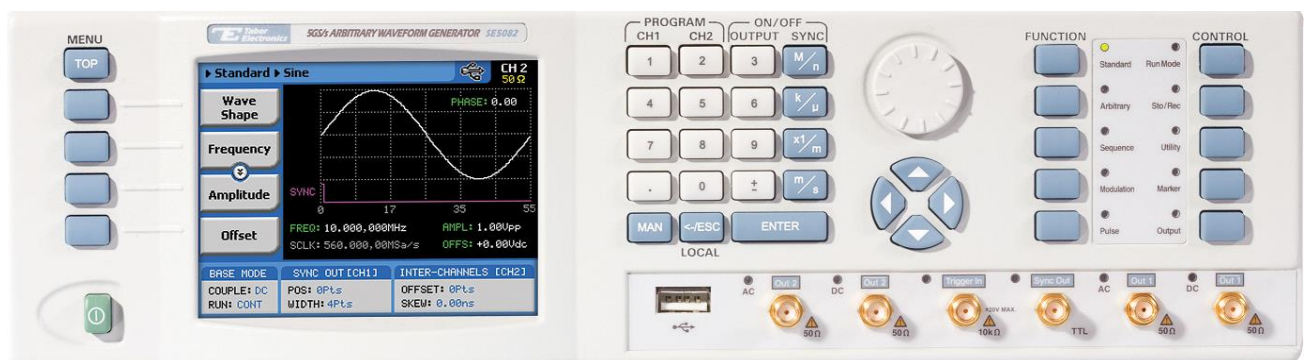 MENU
TOP
Tabor Electronics 5GS/s ARBITRARY WAVEFORM GENERATOR SE5082
Standard Sine CH 2
50 Ω
Wave
Shape
Frequency
Amplitude
Offset
PHASE: 0.00
SYNC
0 17 35 55
FREQ: 10.000,000MHz AMPL: 1.00Vpp
SCLK: 560.000,00MSa/s OFFS: +0.00Vdc
BASE MODE SYNC OUT [CH1] INTER-CHANNELS [CH2]
COUPLE: DC POS: 0Pts OFFSET: 0Pts
RUN: CONT WIDTH: 4Pts SKEW: 0.00ns
PROGRAM ON/OFF
CH1 CH2 OUTPUT SYNC
1 2 3 M/n
4 5 6 k/µ
7 8 9 x1/m
. 0 ± m/s
MAN <-/ESC ENTER
LOCAL
FUNCTION CONTROL
Standard Run Mode
Arbitrary Sto/Rec
Sequence Utility
Modulation Marker
Pulse Output
AC Out 2 DC Out 2 Trigger In Sync Out AC Out 1 DC Out 1
50Ω 50Ω ±20V MAX. 10kΩ TTL 50Ω 50Ω